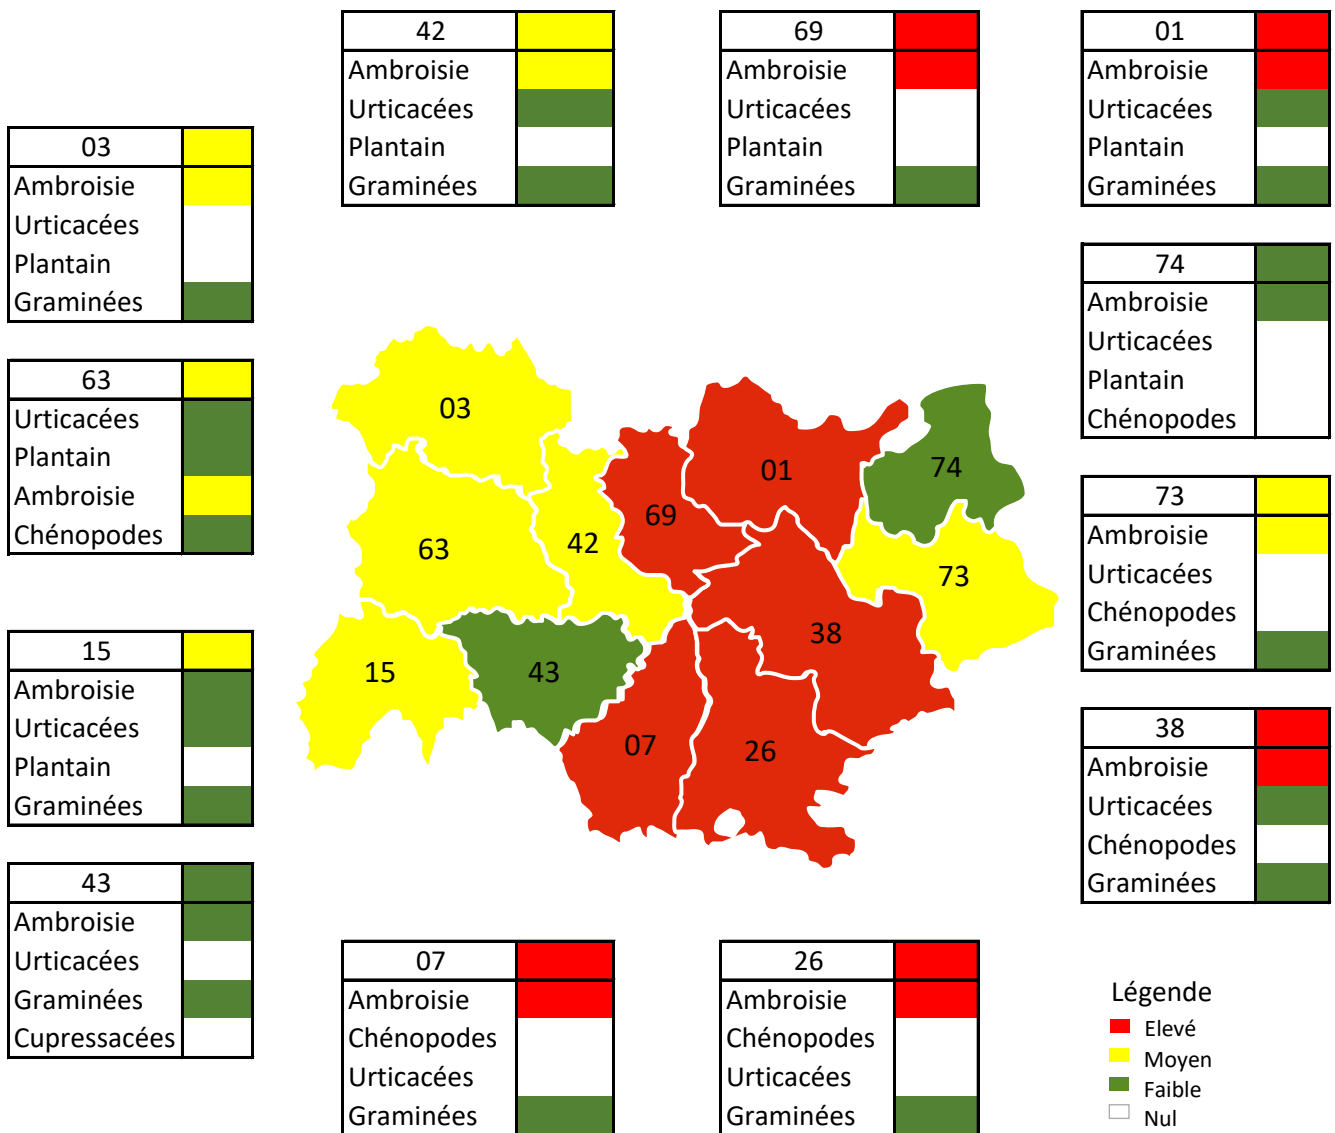 42
Ambroisie
Urticacées
Plantain
Graminées
69
Ambroisie
Urticacées
Plantain
Graminées
01
Ambroisie
Urticacées
Plantain
Graminées
03
Ambroisie
Urticacées
Plantain
Graminées
74
Ambroisie
Urticacées
Plantain
Chénopodes
63
Urticacées
Plantain
Ambroisie
Chénopodes
73
Ambroisie
Urticacées
Chénopodes
Graminées
15
Ambroisie
Urticacées
Plantain
Graminées
38
Ambroisie
Urticacées
Chénopodes
Graminées
43
Ambroisie
Urticacées
Graminées
Cupressacées
07
Ambroisie
Chénopodes
Urticacées
Graminées
26
Ambroisie
Chénopodes
Urticacées
Graminées
03
01
74
69
63
42
73
38
15
43
07
26
Légende
Elevé
Moyen
Faible
Nul